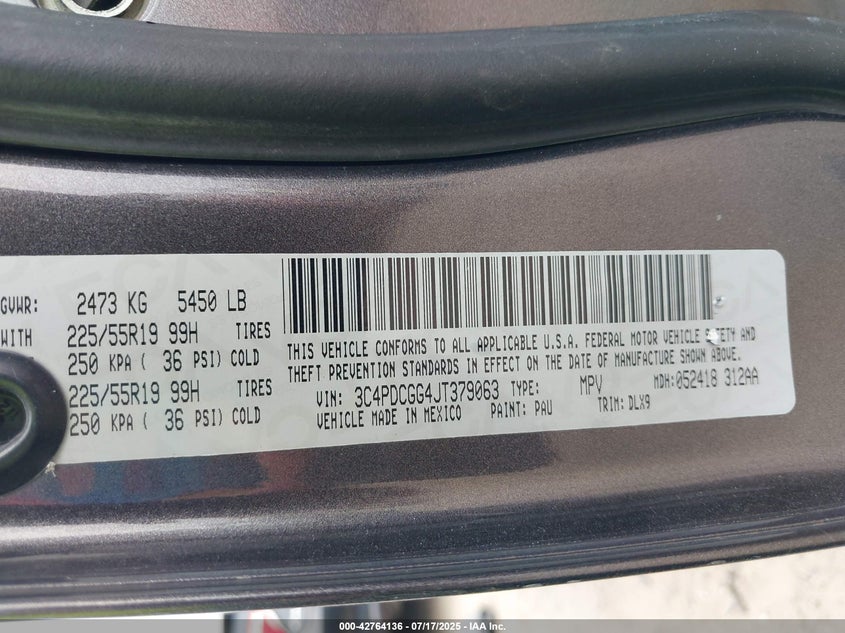 GVWR: 2473 KG 5450 LB
WITH 225/55R19 99H TIRES
250 KPA ( 36 PSI) COLD
225/55R19 99H TIRES
250 KPA ( 36 PSI) COLD
THIS VEHICLE CONFORMS TO ALL APPLICABLE U.S.A. FEDERAL MOTOR VEHICLE SAFETY AND
THEFT PREVENTION STANDARDS IN EFFECT ON THE DATE OF MANUFACTURE SHOWN ABOVE.
VIN: 3C4PDCGG4JT379063 TYPE: MPV MDH:052418 312AA
VEHICLE MADE IN MEXICO PAINT: PAU TRIM: DLX9
000-42764136 - 07/17/2025 - IAA Inc.